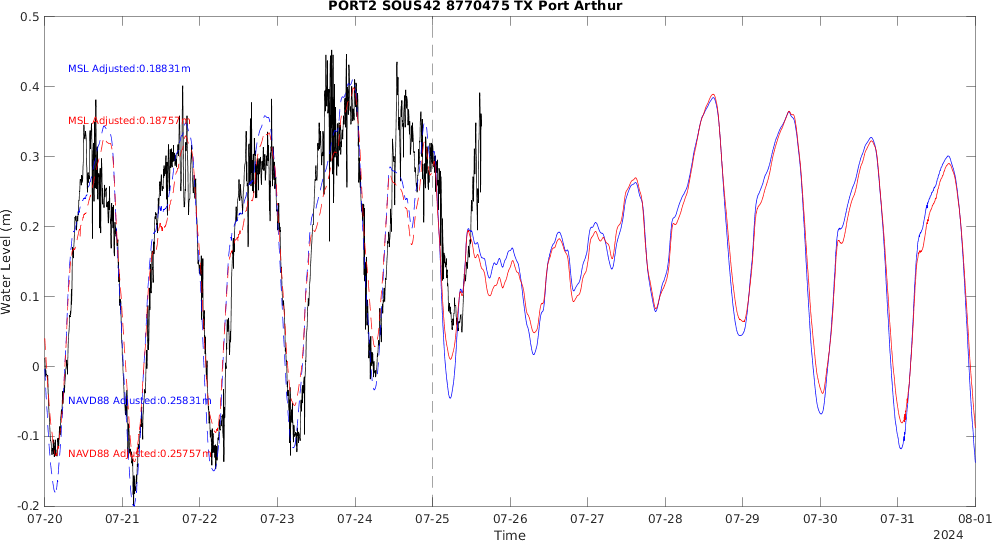 PORT2 SOUS42 8770475 TX Port Arthur
0.5
0.4
0.3
0.2
0.1
0
-0.1
-0.2
Water Level (m)
MSL Adjusted:0.18831m
MSL Adjusted:0.18757m
NAVD88 Adjusted:0.25831m
NAVD88 Adjusted:0.25757m
07-20 07-21 07-22 07-23 07-24 07-25 07-26 07-27 07-28 07-29 07-30 07-31 08-01
Time
2024